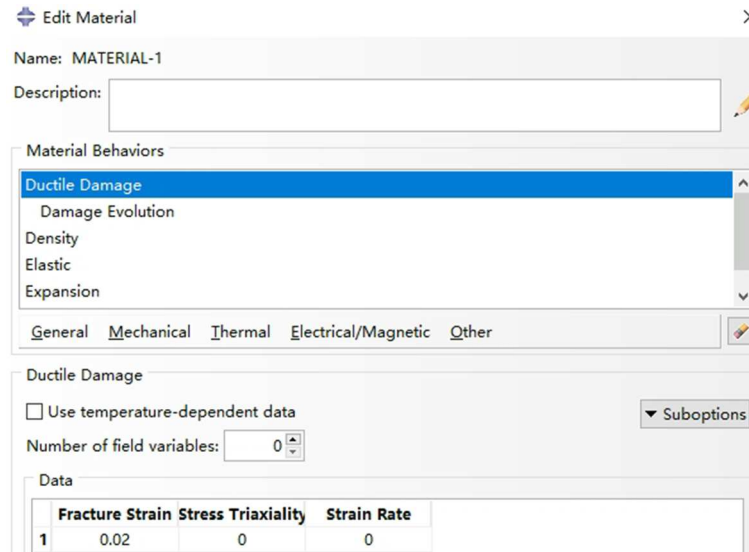 Edit Material
Name: MATERIAL-1
Description:
Material Behaviors
Ductile Damage
Damage Evolution
Density
Elastic
Expansion
General Mechanical Thermal Electrical/Magnetic Other
Ductile Damage
Use temperature-dependent data
Suboptions
Number of field variables: 0
Data
Fracture Strain Stress Triaxiality Strain Rate
1 0.02 0 0